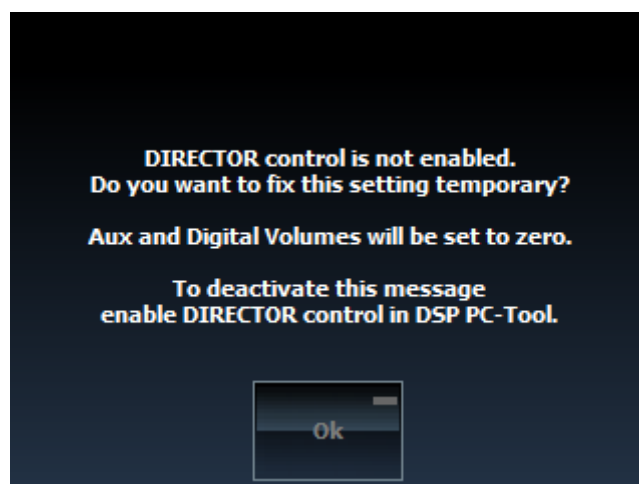 DIRECTOR control is not enabled.
Do you want to fix this setting temporary?
Aux and Digital Volumes will be set to zero.
To deactivate this message
enable DIRECTOR control in DSP PC-Tool.
Ok